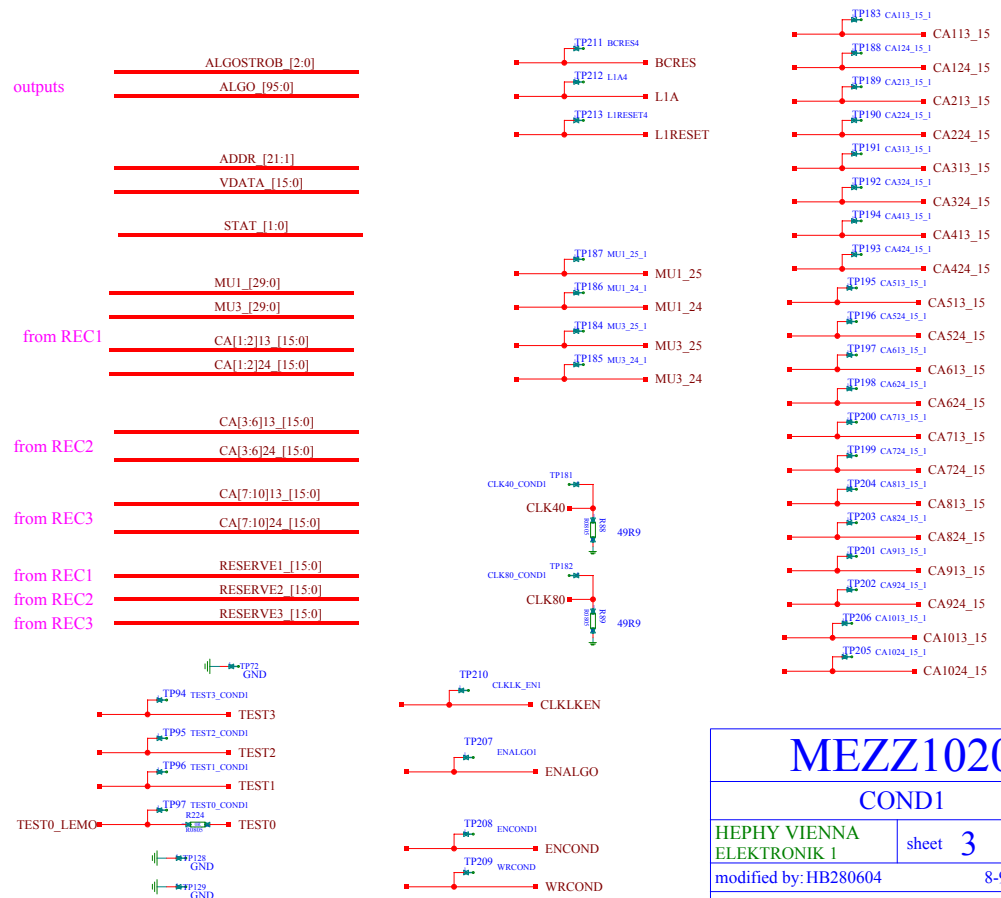 outputs
ALGOSTROB_[2:0]
ALGO_[95:0]
ADDR_[21:1]
VDATA_[15:0]
STAT_[1:0]
from REC1
MU1_[29:0]
MU3_[29:0]
CA[1:2]13_[15:0]
CA[1:2]24_[15:0]
from REC2
CA[3:6]13_[15:0]
CA[3:6]24_[15:0]
from REC3
CA[7:10]13_[15:0]
CA[7:10]24_[15:0]
from REC1
RESERVE1_[15:0]
from REC2
RESERVE2_[15:0]
from REC3
RESERVE3_[15:0]
TP72
GND
TP94 TEST3_COND1
TEST3
TP95 TEST2_COND1
TEST2
TP96 TEST1_COND1
TEST1
TP97 TEST0_COND1
TEST0_LEMO
R224
R0805
TEST0
TP128
GND
TP129
GND
TP211 BCRES4
BCRES
TP212 L1A4
L1A
TP213 L1RESET4
L1RESET
TP187 MU1_25_1
MU1_25
TP186 MU1_24_1
MU1_24
TP184 MU3_25_1
MU3_25
TP185 MU3_24_1
MU3_24
TP181
CLK40_COND1
CLK40
R88
R0805
49R9
TP182
CLK80_COND1
CLK80
R89
R0805
49R9
TP210
CLKLK_EN1
CLKLKEN
TP207
ENALGO1
ENALGO
TP208
ENCOND1
ENCOND
TP209
WRCOND
WRCOND
TP183 CA113_15_1
CA113_15
TP188 CA124_15_1
CA124_15
TP189 CA213_15_1
CA213_15
TP190 CA224_15_1
CA224_15
TP191 CA313_15_1
CA313_15
TP192 CA324_15_1
CA324_15
TP194 CA413_15_1
CA413_15
TP193 CA424_15_1
CA424_15
TP195 CA513_15_1
CA513_15
TP196 CA524_15_1
CA524_15
TP197 CA613_15_1
CA613_15
TP198 CA624_15_1
CA624_15
TP200 CA713_15_1
CA713_15
TP199 CA724_15_1
CA724_15
TP204 CA813_15_1
CA813_15
TP203 CA824_15_1
CA824_15
TP201 CA913_15_1
CA913_15
TP202 CA924_15_1
CA924_15
TP206 CA1013_15_1
CA1013_15
TP205 CA1024_15_1
CA1024_15
MEZZ1020
COND1
HEPHY VIENNA
ELEKTRONIK 1
sheet 3
modified by: HB280604
8-9